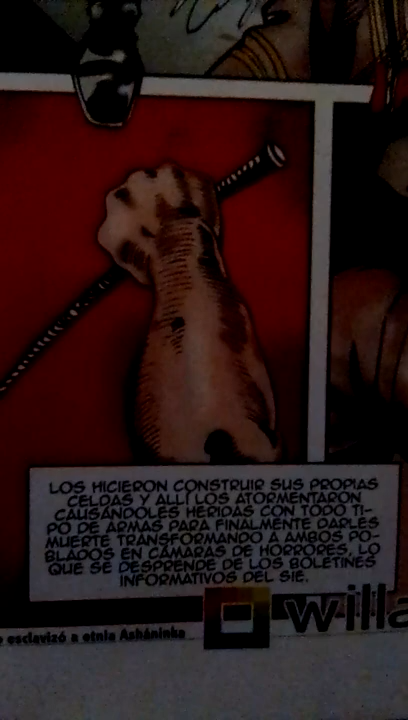 LOS HICIERON CONSTRUIR SUS PROPIAS
CELDAS Y ALLÍ LOS ATORMENTARON
CAUSÁNDOLES HERIDAS CON TODO TI-
PO DE ARMAS PARA FINALMENTE DARLES
MUERTE TRANSFORMANDO A AMBOS PO-
BLADOS EN CÁMARAS DE HORRORES, LO
QUE SE DESPRENDE DE LOS BOLETINES
INFORMATIVOS DEL SIE.
esclavizó a etnia Asháninka
willa